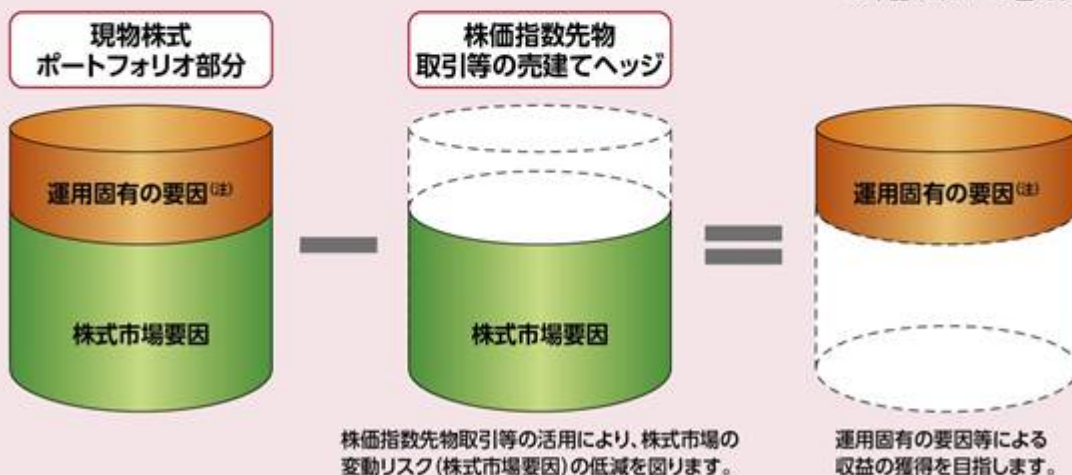 現物株式
ポートフォリオ部分
株価指数先物
取引等の売建てヘッジ
運用固有の要因(注)
株式市場要因
株式市場要因
運用固有の要因(注)
株価指数先物取引等の活用により、株式市場の
変動リスク(株式市場要因)の低減を図ります。
運用固有の要因等による
収益の獲得を目指します。